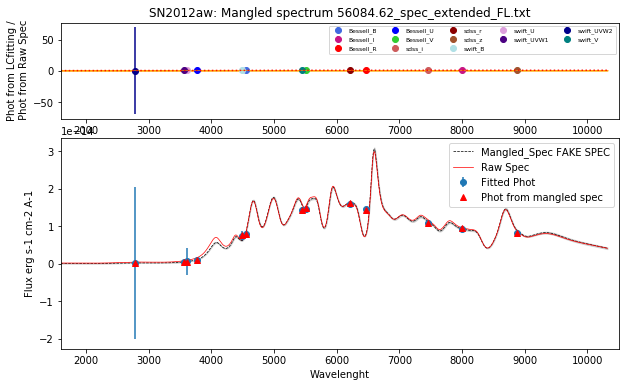 SN2012aw: Mangled spectrum 56084.62_spec_extended_FL.txt
Phot from LCfitting /
Phot from Raw Spec
50
0
−50
Bessell_B
Bessell_I
Bessell_R
Bessell_U
Bessell_V
sdss_i
sdss_r
sdss_z
swift_B
swift_U
swift_UVW1
swift_UVW2
swift_V
2000 3000 4000 5000 6000 7000 8000 9000 10000
1e−14
Flux erg s-1 cm-2 A-1
3
2
1
0
−1
−2
Mangled_Spec FAKE SPEC
Raw Spec
Fitted Phot
Phot from mangled spec
2000 3000 4000 5000 6000 7000 8000 9000 10000
Wavelenght